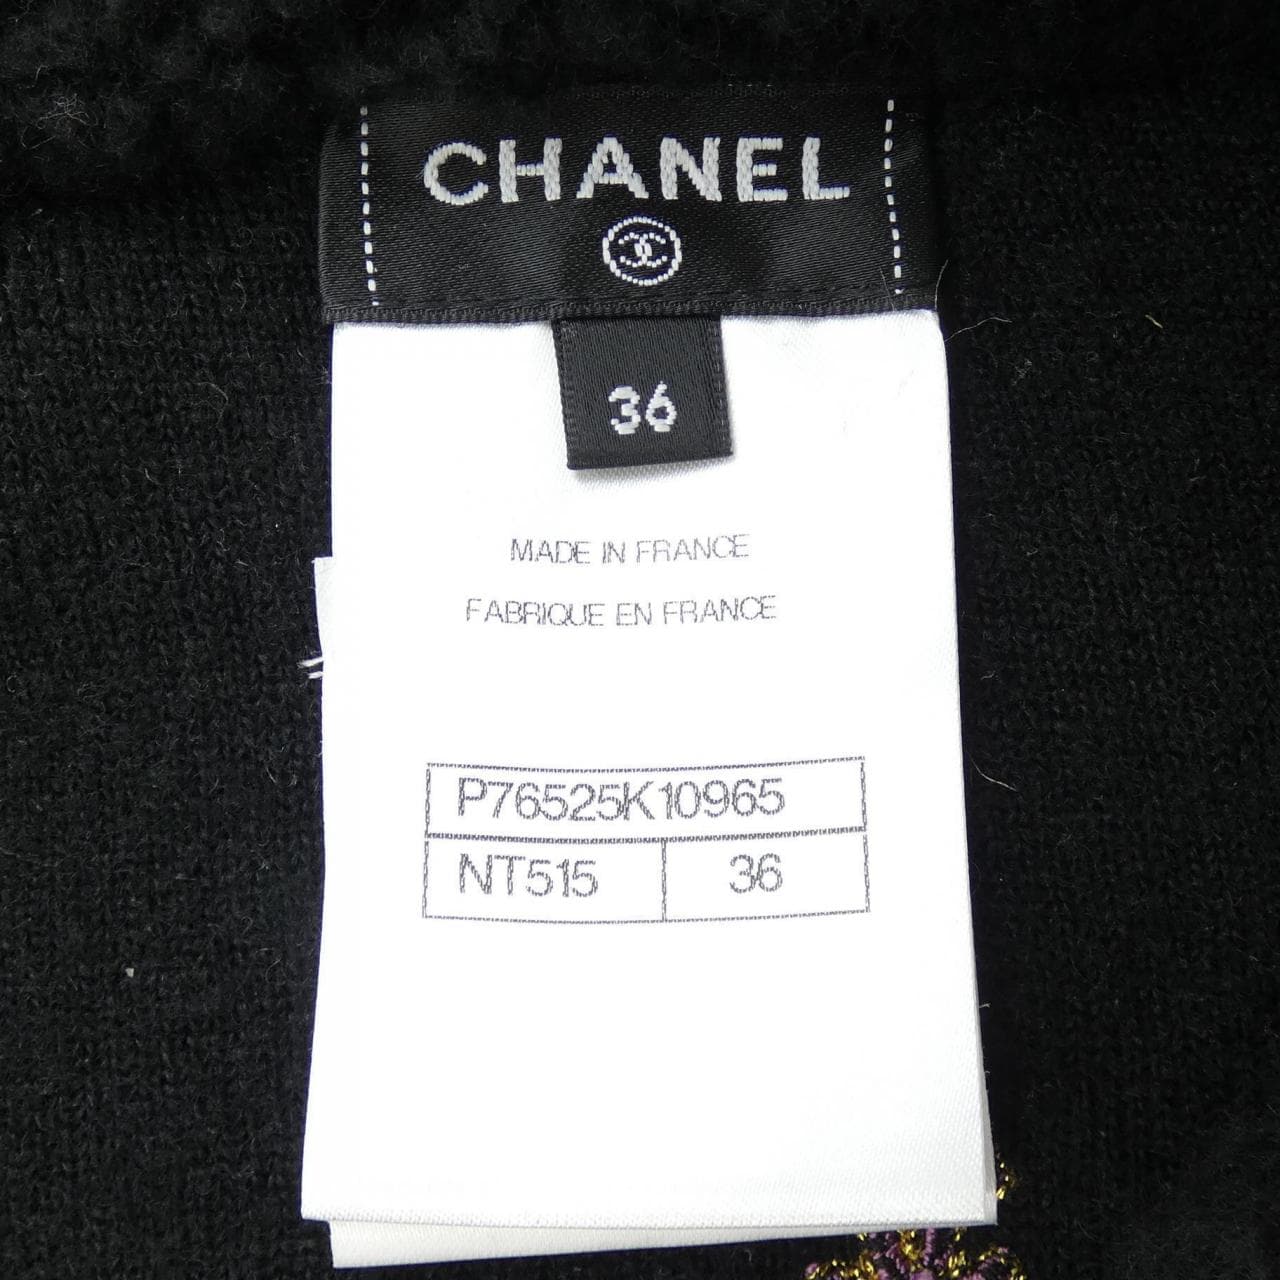 CHANEL
36
MADE IN FRANCE
FABRIQUE EN FRANCE
P76525K10965
NT515 36